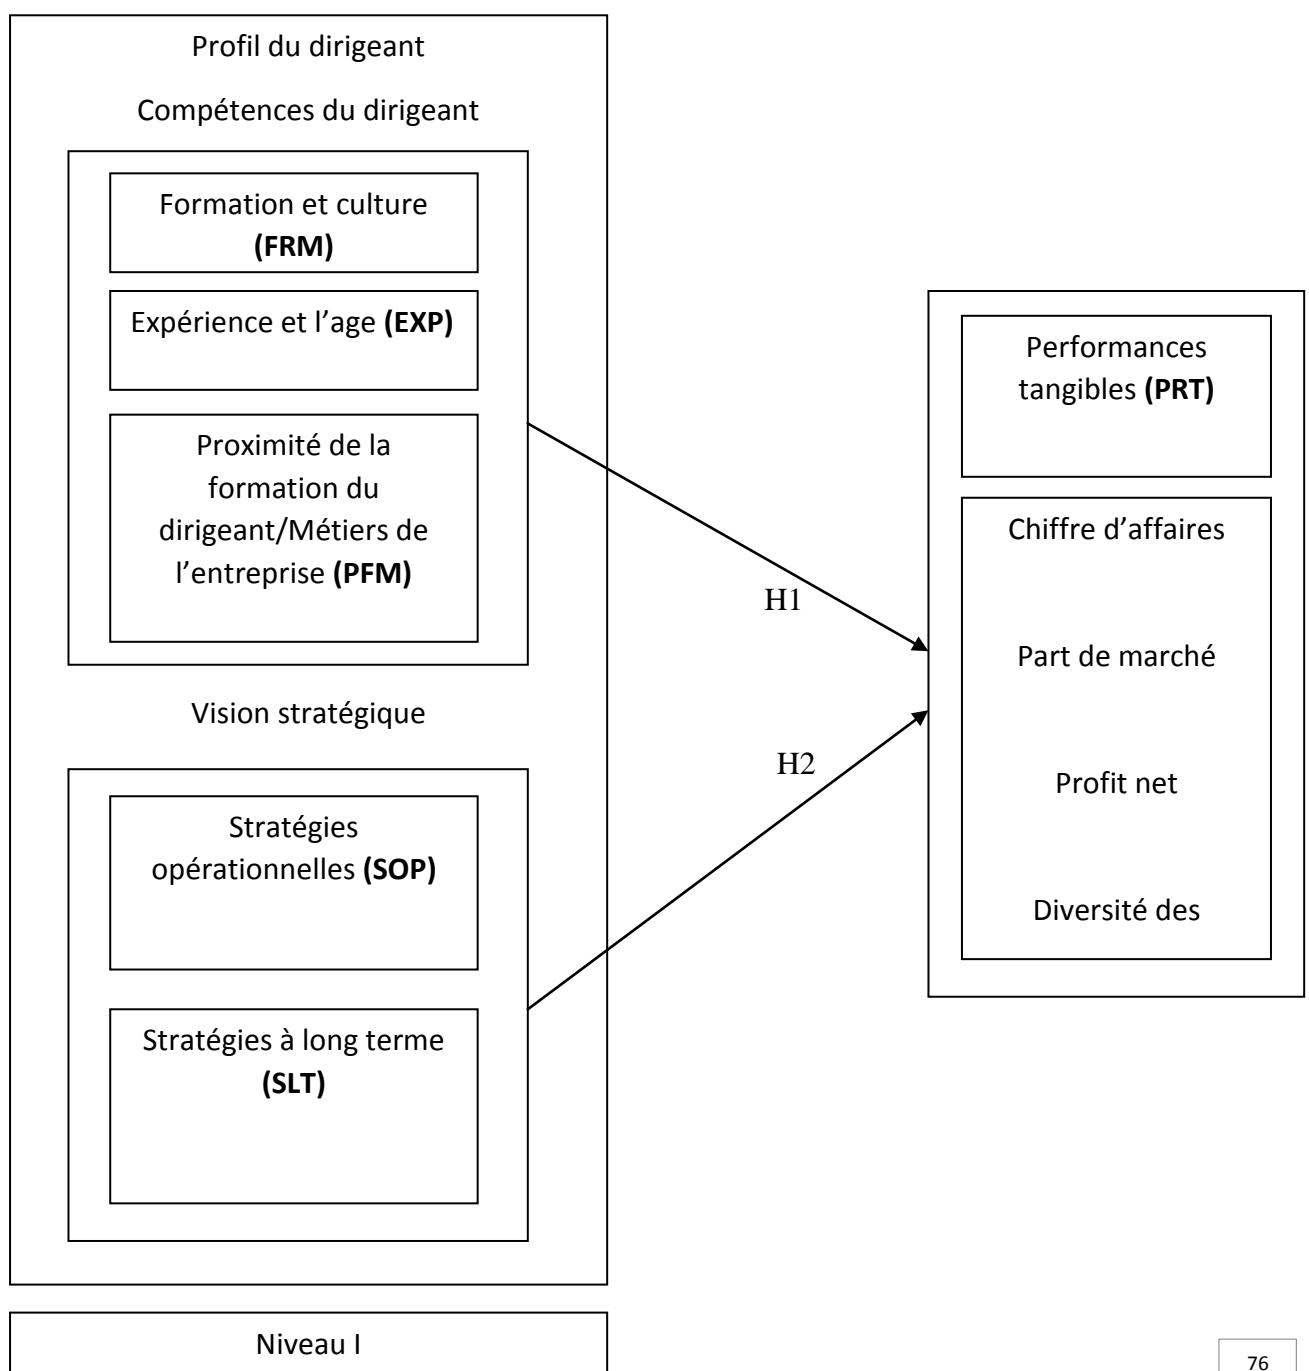 Profil du dirigeant
Compétences du dirigeant
Formation et culture
(FRM)
Expérience et l’age (EXP)
Proximité de la
formation du
dirigeant/Métiers de
l’entreprise (PFM)
Vision stratégique
Stratégies
opérationnelles (SOP)
Stratégies à long terme
(SLT)
Niveau I
H1
H2
Performances
tangibles (PRT)
Chiffre d’affaires
Part de marché
Profit net
Diversité des
76